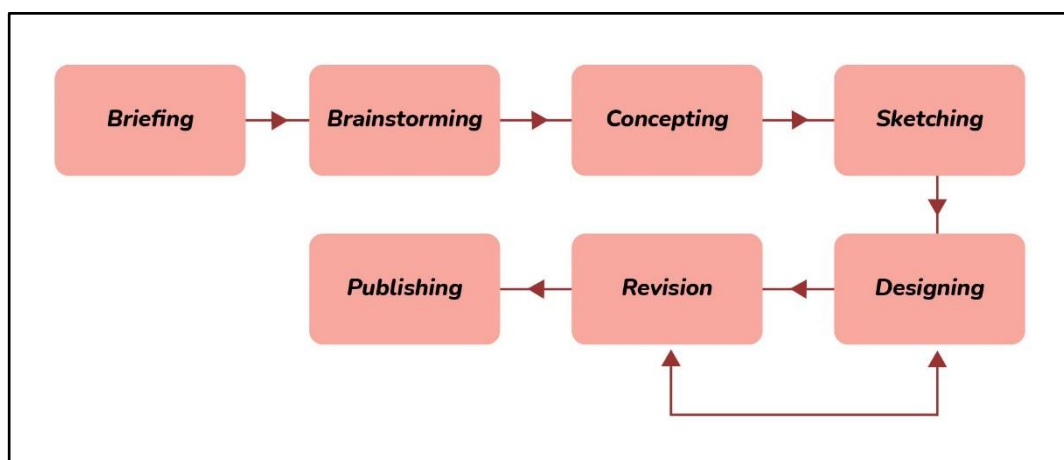 Briefing
Brainstorming
Concepting
Sketching
Designing
Revision
Publishing